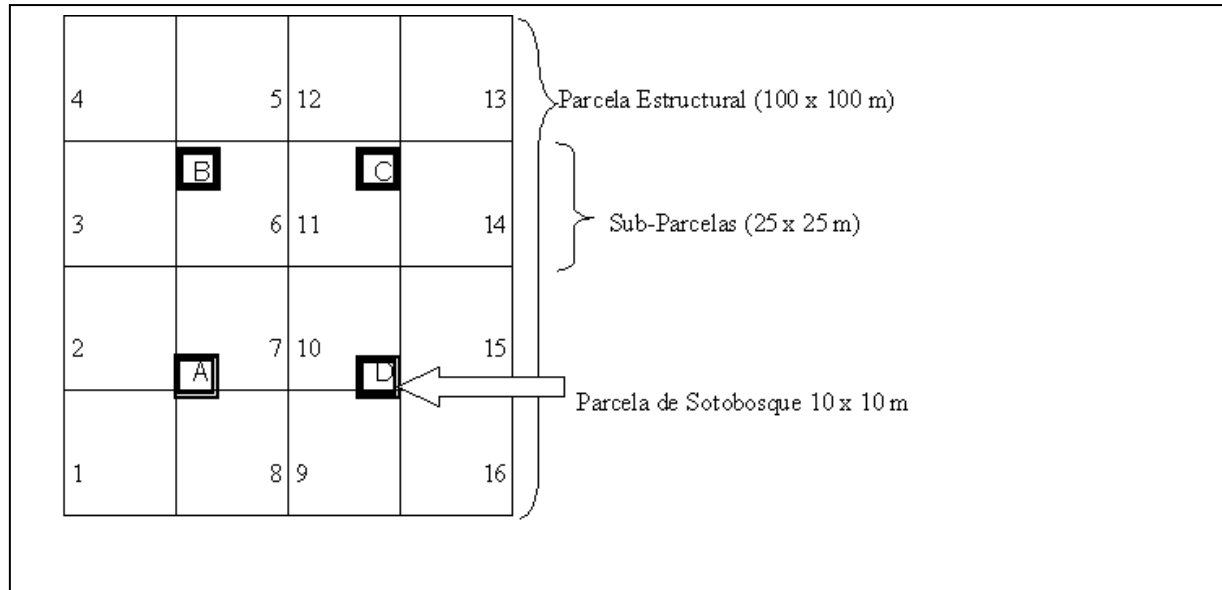 4 5 12 13
Parcela Estructural (100 x 100 m)
B C
3 6 11 14
Sub-Parcelas (25 x 25 m)
2 7 10 15
A D
Parcela de Sotobosque 10 x 10 m
1 8 9 16